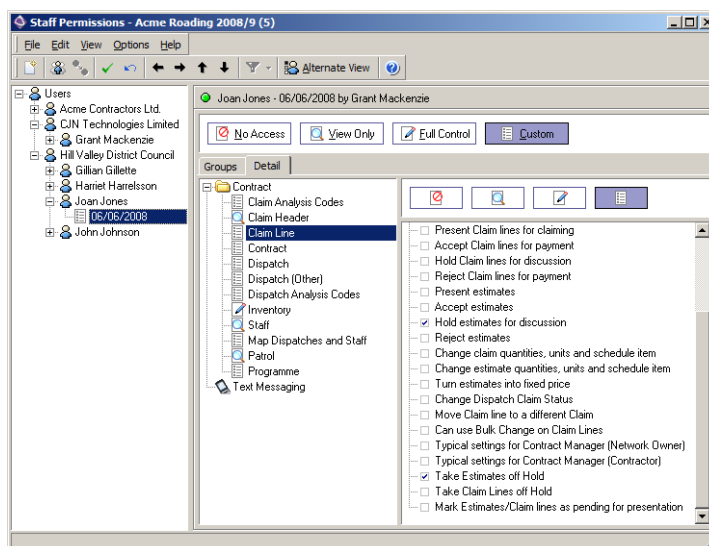 Staff Permissions - Acme Roading 2008/9 (5)
File Edit View Options Help
Alternate View
Users
Acme Contractors Ltd.
CJN Technologies Limited
Grant Mackenzie
Hill Valley District Council
Gillian Gillette
Harriet Harrelsson
Joan Jones
06/06/2008
John Johnson
Joan Jones - 06/06/2008 by Grant Mackenzie
No Access View Only Full Control Custom
Groups Detail
Contract
Claim Analysis Codes
Claim Header
Claim Line
Contract
Dispatch
Dispatch (Other)
Dispatch Analysis Codes
Inventory
Staff
Map Dispatches and Staff
Patrol
Programme
Text Messaging
Present Claim lines for claiming
Accept Claim lines for payment
Hold Claim lines for discussion
Reject Claim lines for payment
Present estimates
Accept estimates
Hold estimates for discussion
Reject estimates
Change claim quantities, units and schedule item
Change estimate quantities, units and schedule item
Turn estimates into fixed price
Change Dispatch Claim Status
Move Claim line to a different Claim
Can use Bulk Change on Claim Lines
Typical settings for Contract Manager (Network Owner)
Typical settings for Contract Manager (Contractor)
Take Estimates off Hold
Take Claim Lines off Hold
Mark Estimates/Claim lines as pending for presentation